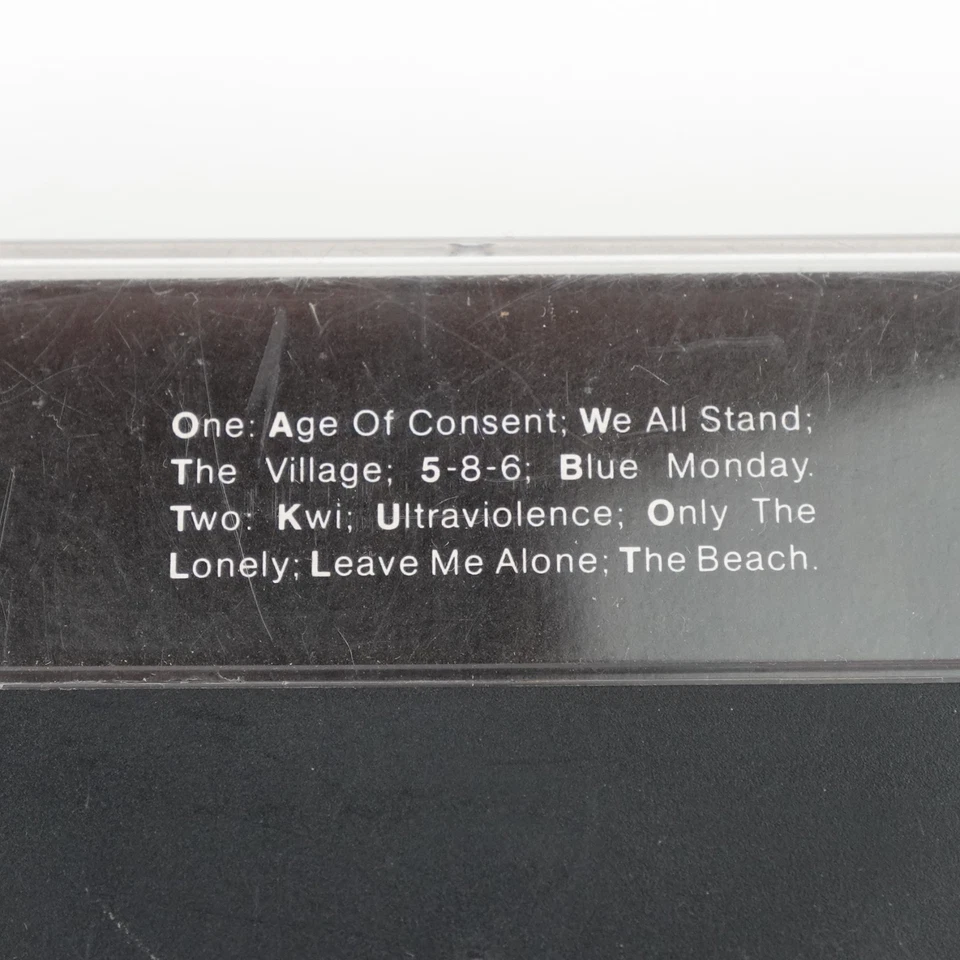 One: Age Of Consent; We All Stand;
The Village; 5-8-6; Blue Monday.
Two: Kwi; Ultraviolence; Only The
Lonely; Leave Me Alone; The Beach.